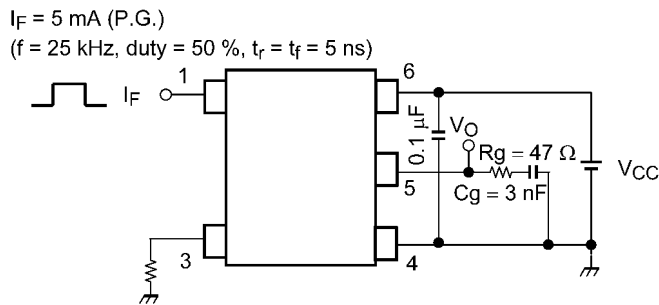 IF = 5 mA (P.G.)
(f = 25 kHz, duty = 50 %, tr = tf = 5 ns)
1
6
IF
0.1 μF
VO
Rg = 47 Ω
VCC
5
Cg = 3 nF
3
4